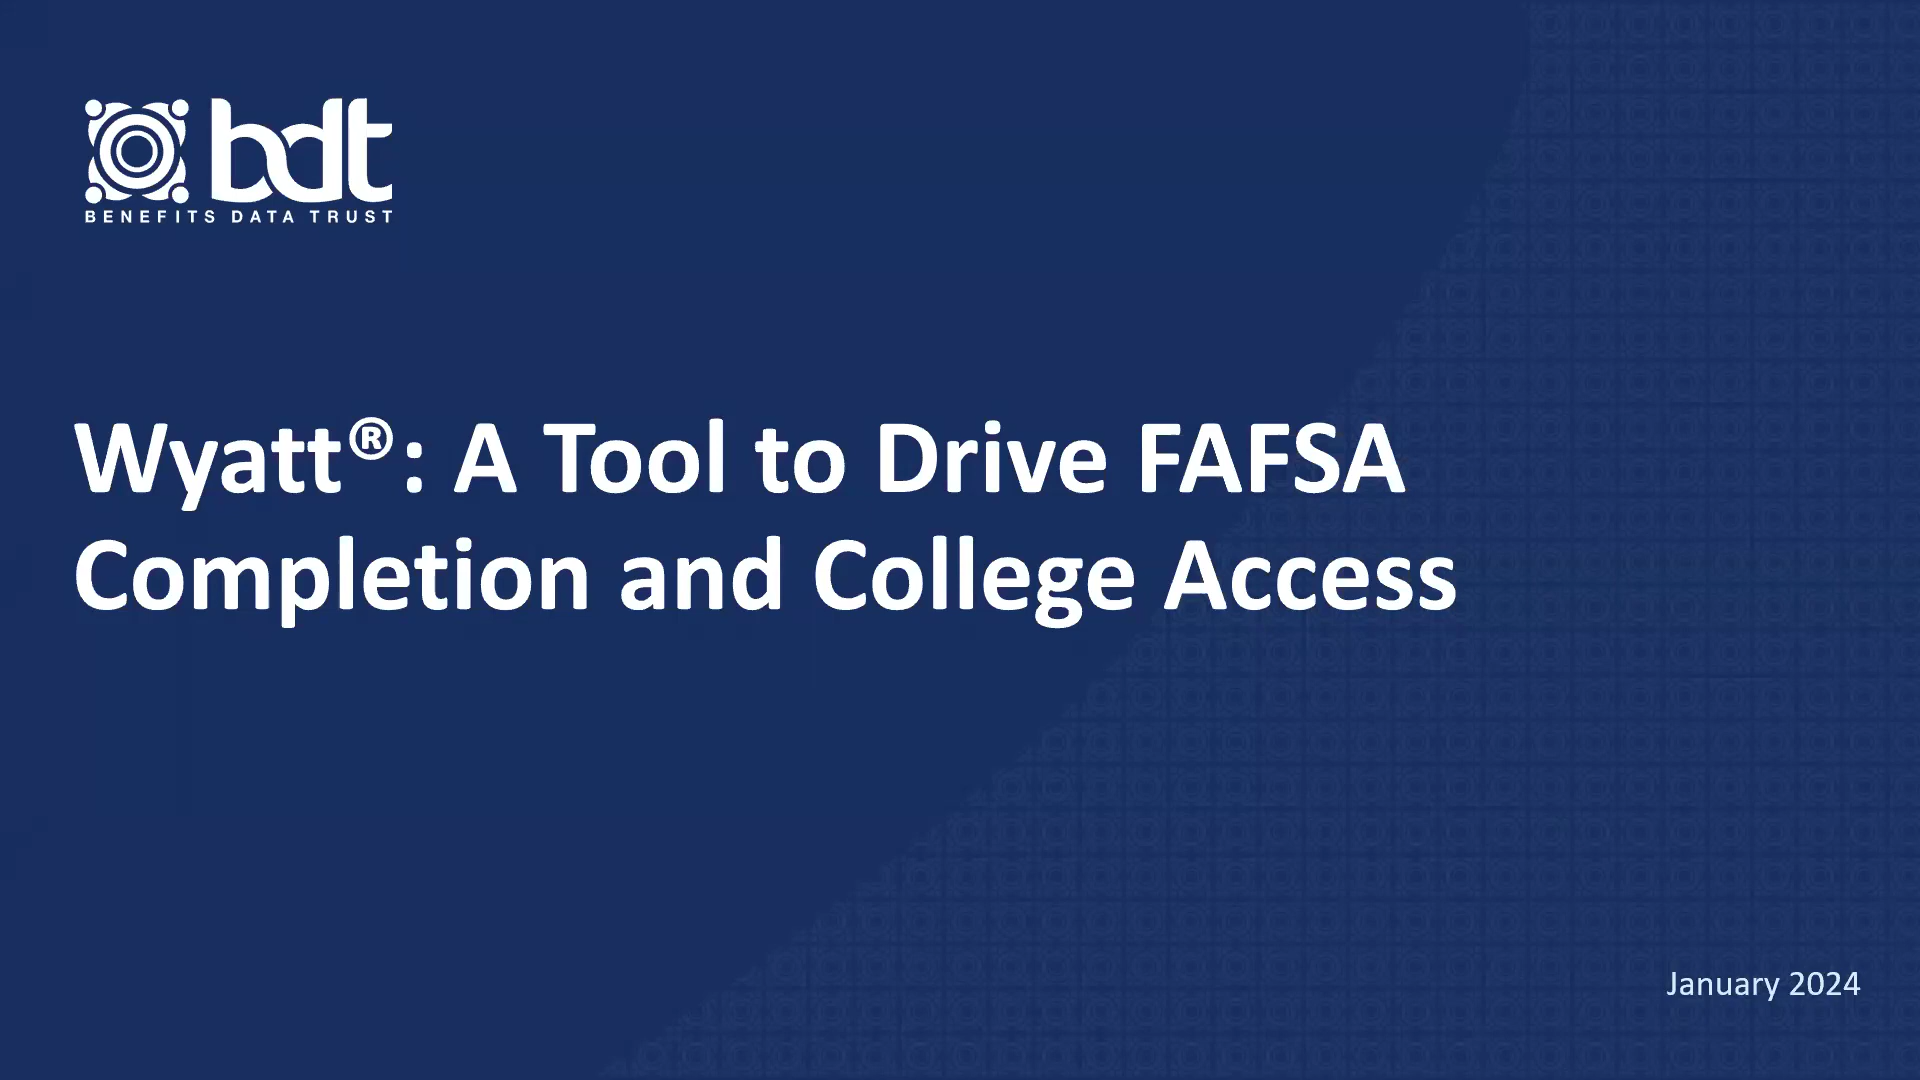 bdt
BENEFITS DATA TRUST
Wyatt®: A Tool to Drive FAFSA
Completion and College Access
January 2024